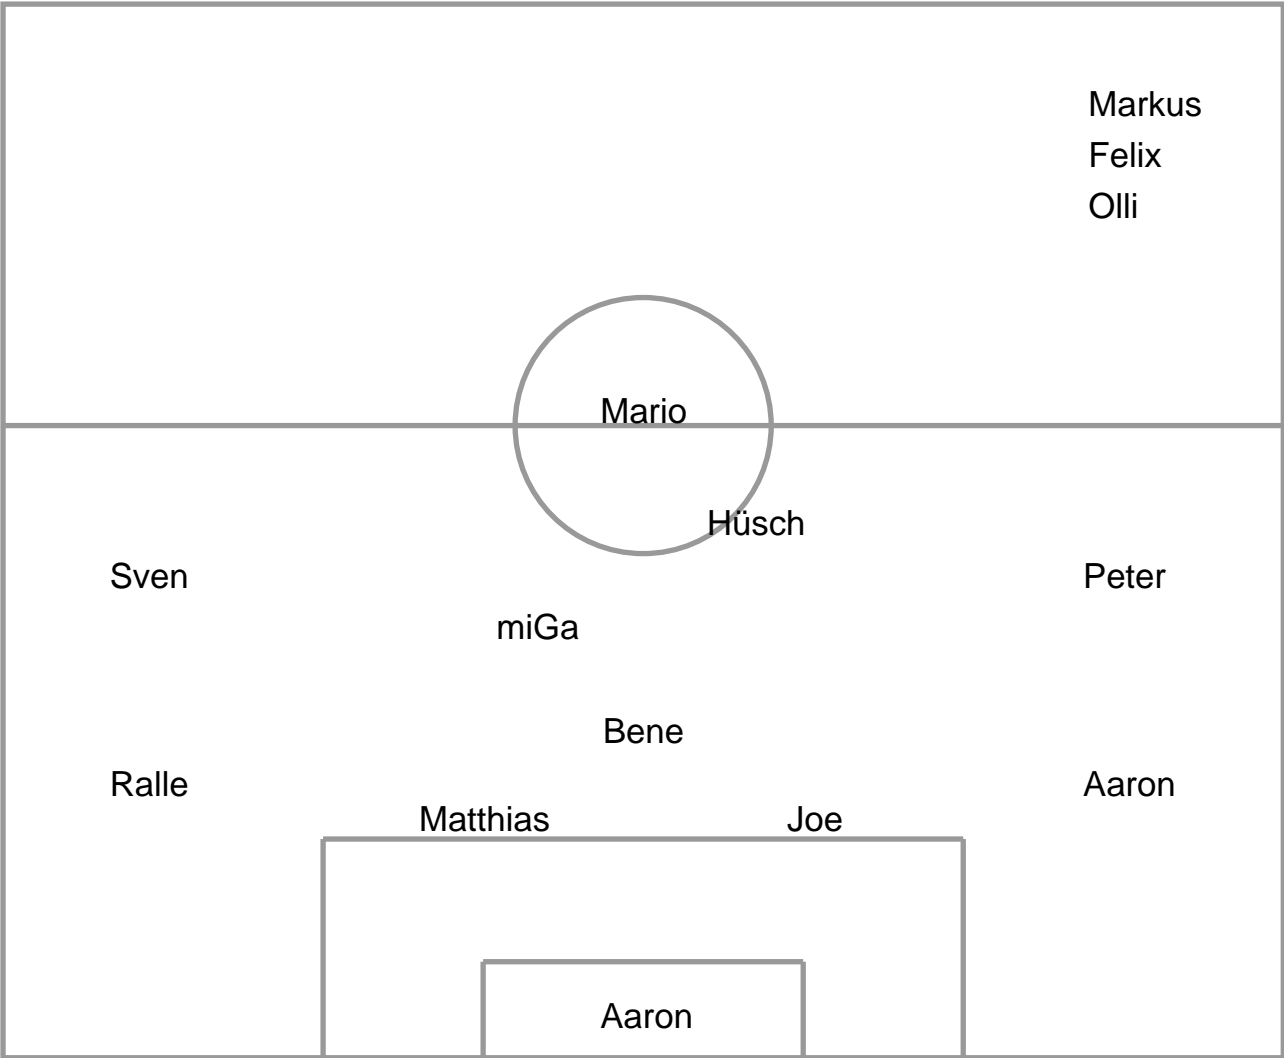 Markus
Felix
Olli
Mario
Hüsch
Sven
Peter
miGa
Bene
Ralle
Aaron
Matthias
Joe
Aaron